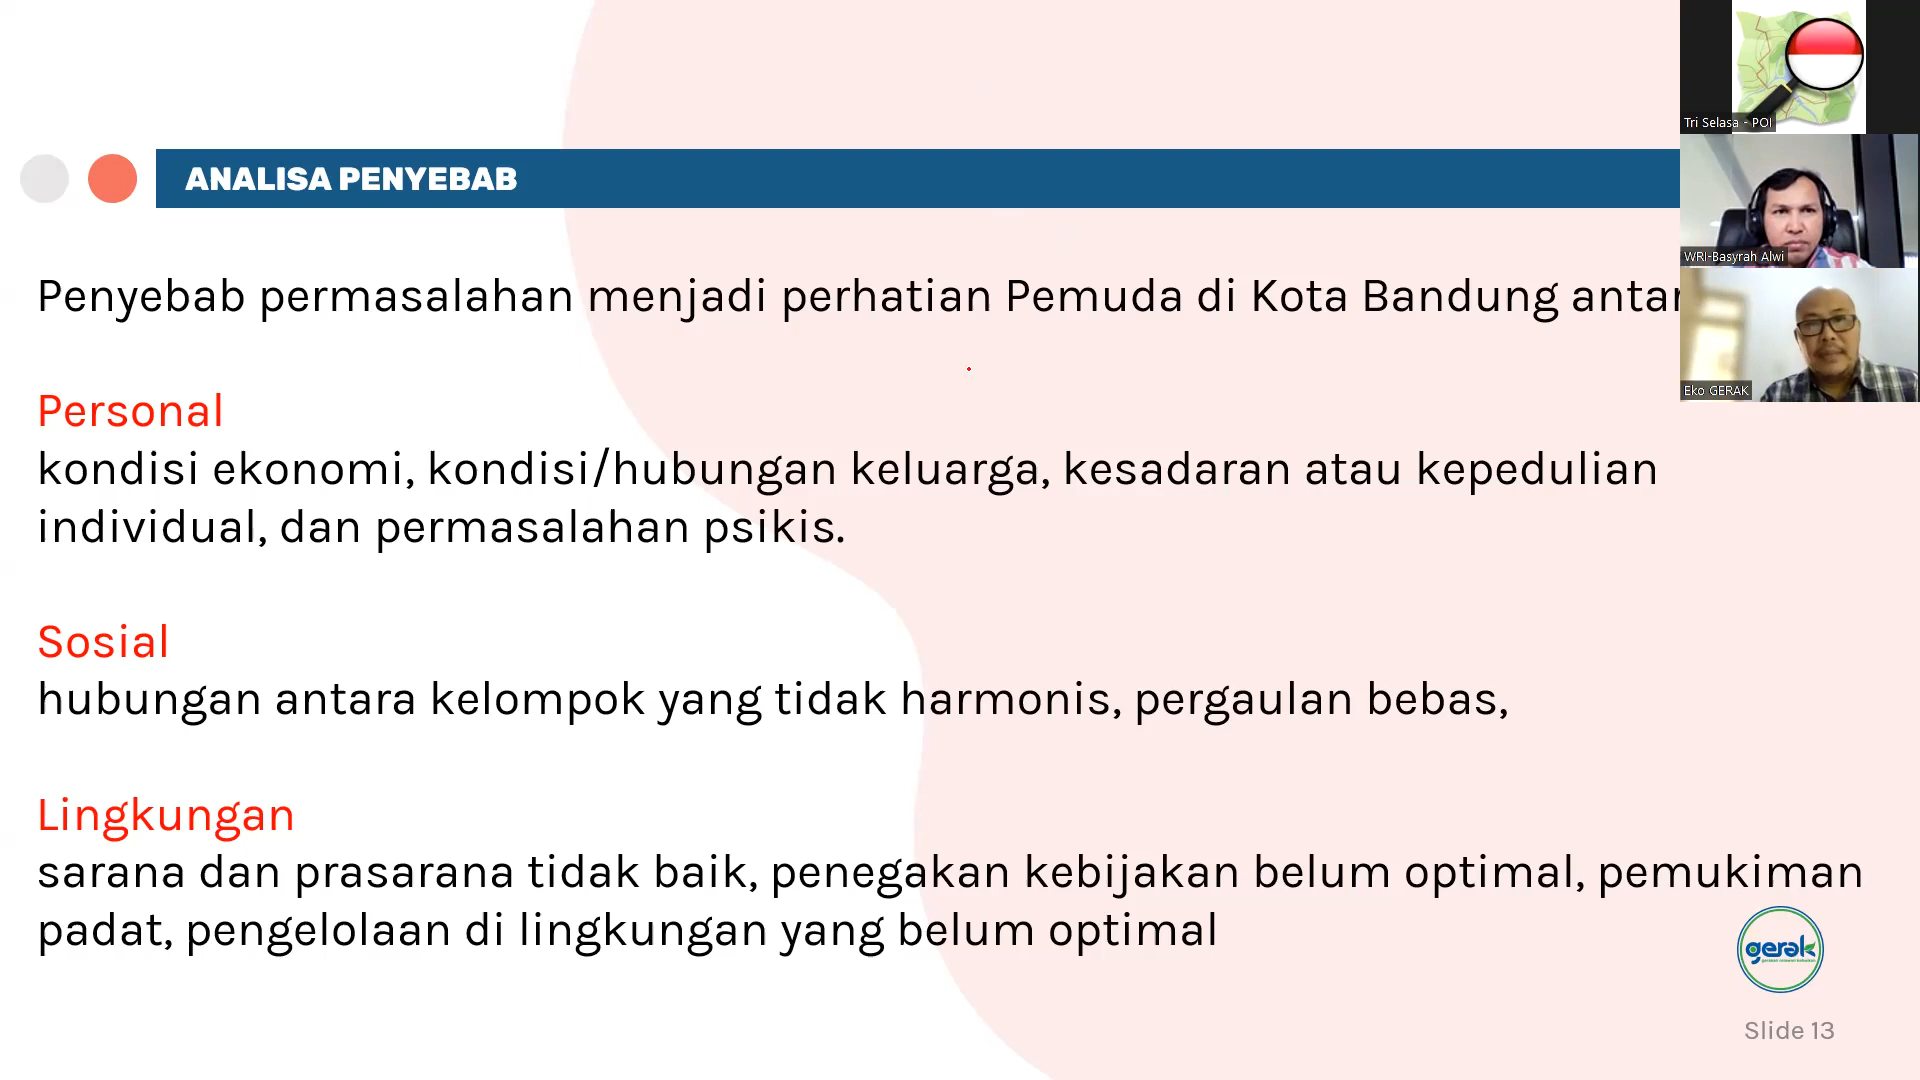 ANALISA PENYEBAB
Penyebab permasalahan menjadi perhatian Pemuda di Kota Bandung
Personal
kondisi ekonomi, kondisi/hubungan keluarga, kesadaran atau kepedulian
individual, dan permasalahan psikis.
Sosial
hubungan antara kelompok yang tidak harmonis, pergaulan bebas,
Lingkungan
sarana dan prasarana tidak baik, penegakan kebijakan belum optimal, pemukiman
padat, pengelolaan di lingkungan yang belum optimal
gerak
Slide 13
Tri Selasa - POI
WRI-Basyrah Alwi
Eko GERAK